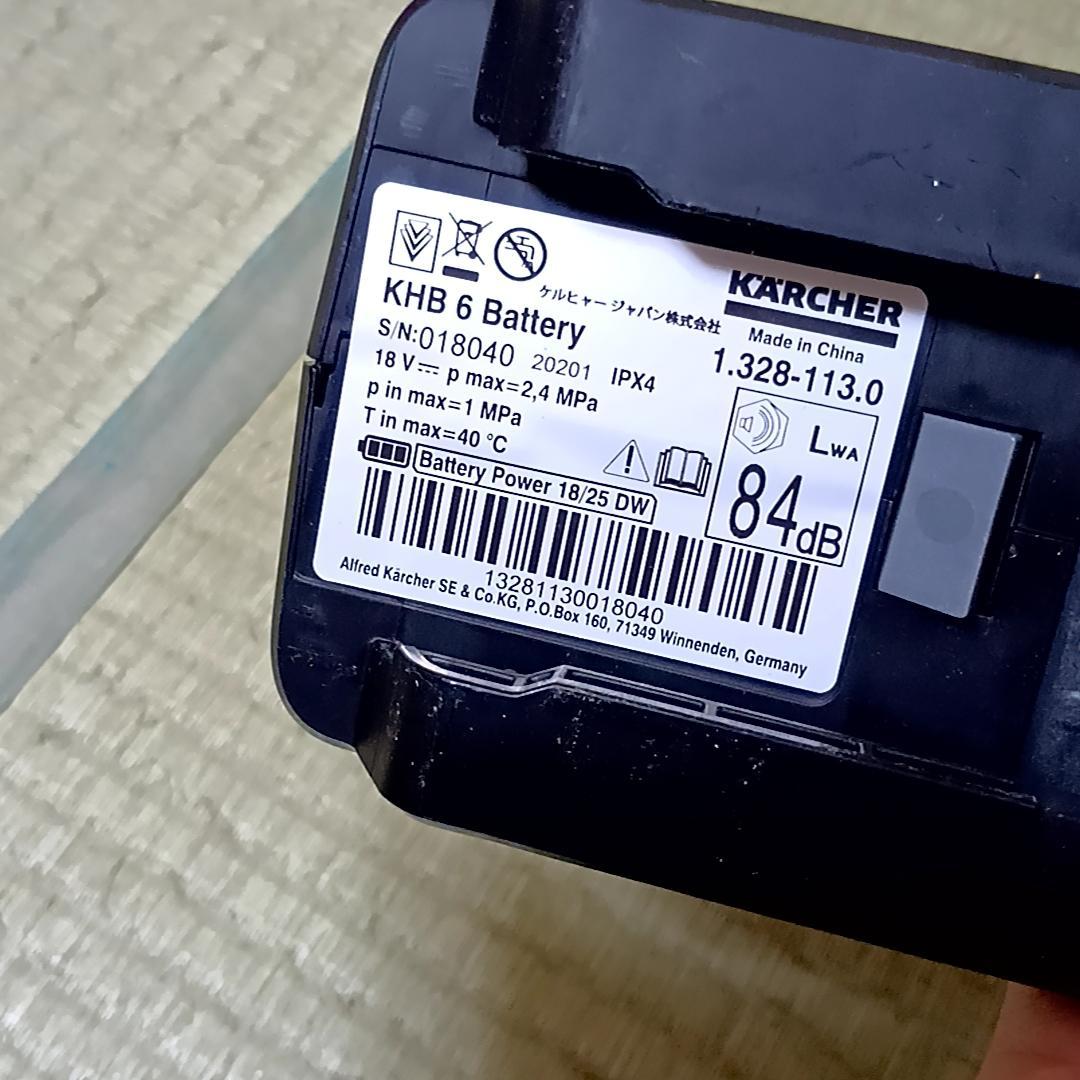 ケルヒャー ジャパン株式会社
KÄRCHER
KHB 6 Battery
Made in China
S/N:018040 20201 IPX4
1.328-113.0
18 V⎓ p max=2,4 MPa
p in max=1 MPa
T in max=40 °C
LWA
84dB
Battery Power 18/25 DW
13281130018040
Alfred Kärcher SE & Co.KG, P.O.Box 160, 71349 Winnenden, Germany